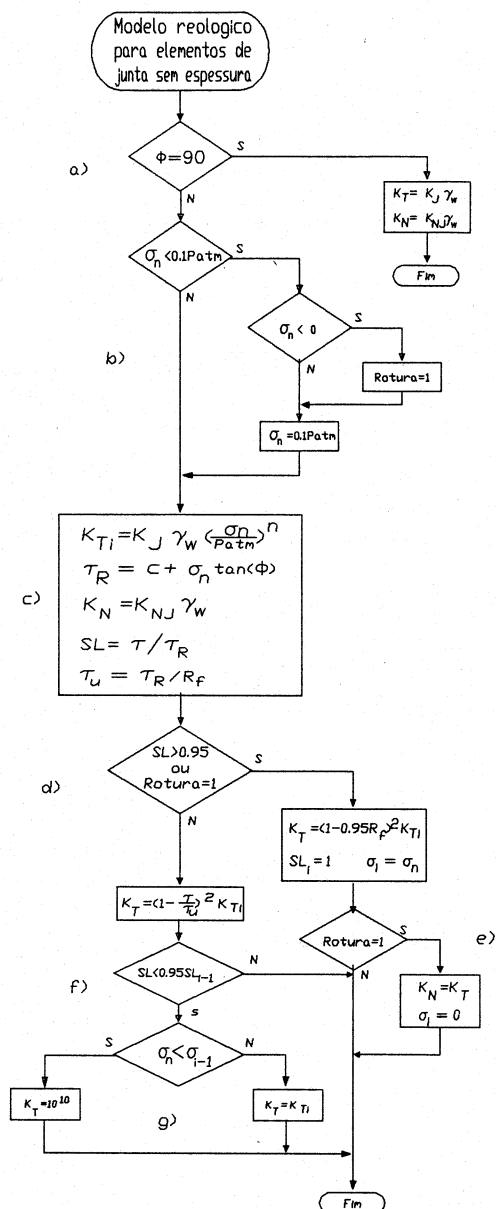 Modelo reologico
para elementos de
junta sem espessura
a)
Φ=90
S
N
K_T= K_J γ_w
K_N= K_NJ γ_w
Fim
σ_n<0.1Patm
S
N
b)
σ_n< 0
S
N
Rotura=1
σ_n=0.1Patm
c)
K_Ti=K_J γ_w (σ_n/Patm)^n
τ_R = C+ σ_n tan(Φ)
K_N =K_NJ γ_w
SL= τ/τ_R
τ_u = τ_R/R_f
d)
SL>0.95
ou
Rotura=1
S
N
K_T=(1-0.95R_f)^2 K_Ti
SL_i=1 σ_i=σ_n
K_T=(1-τ/τ_u)^2 K_Ti
Rotura=1
S
N
e)
K_N=K_T
σ_i=0
f)
SL<0.95SL_i-1
N
s
σ_n<σ_i-1
S
N
K_T=10^10
K_T=K_Ti
g)
Fim